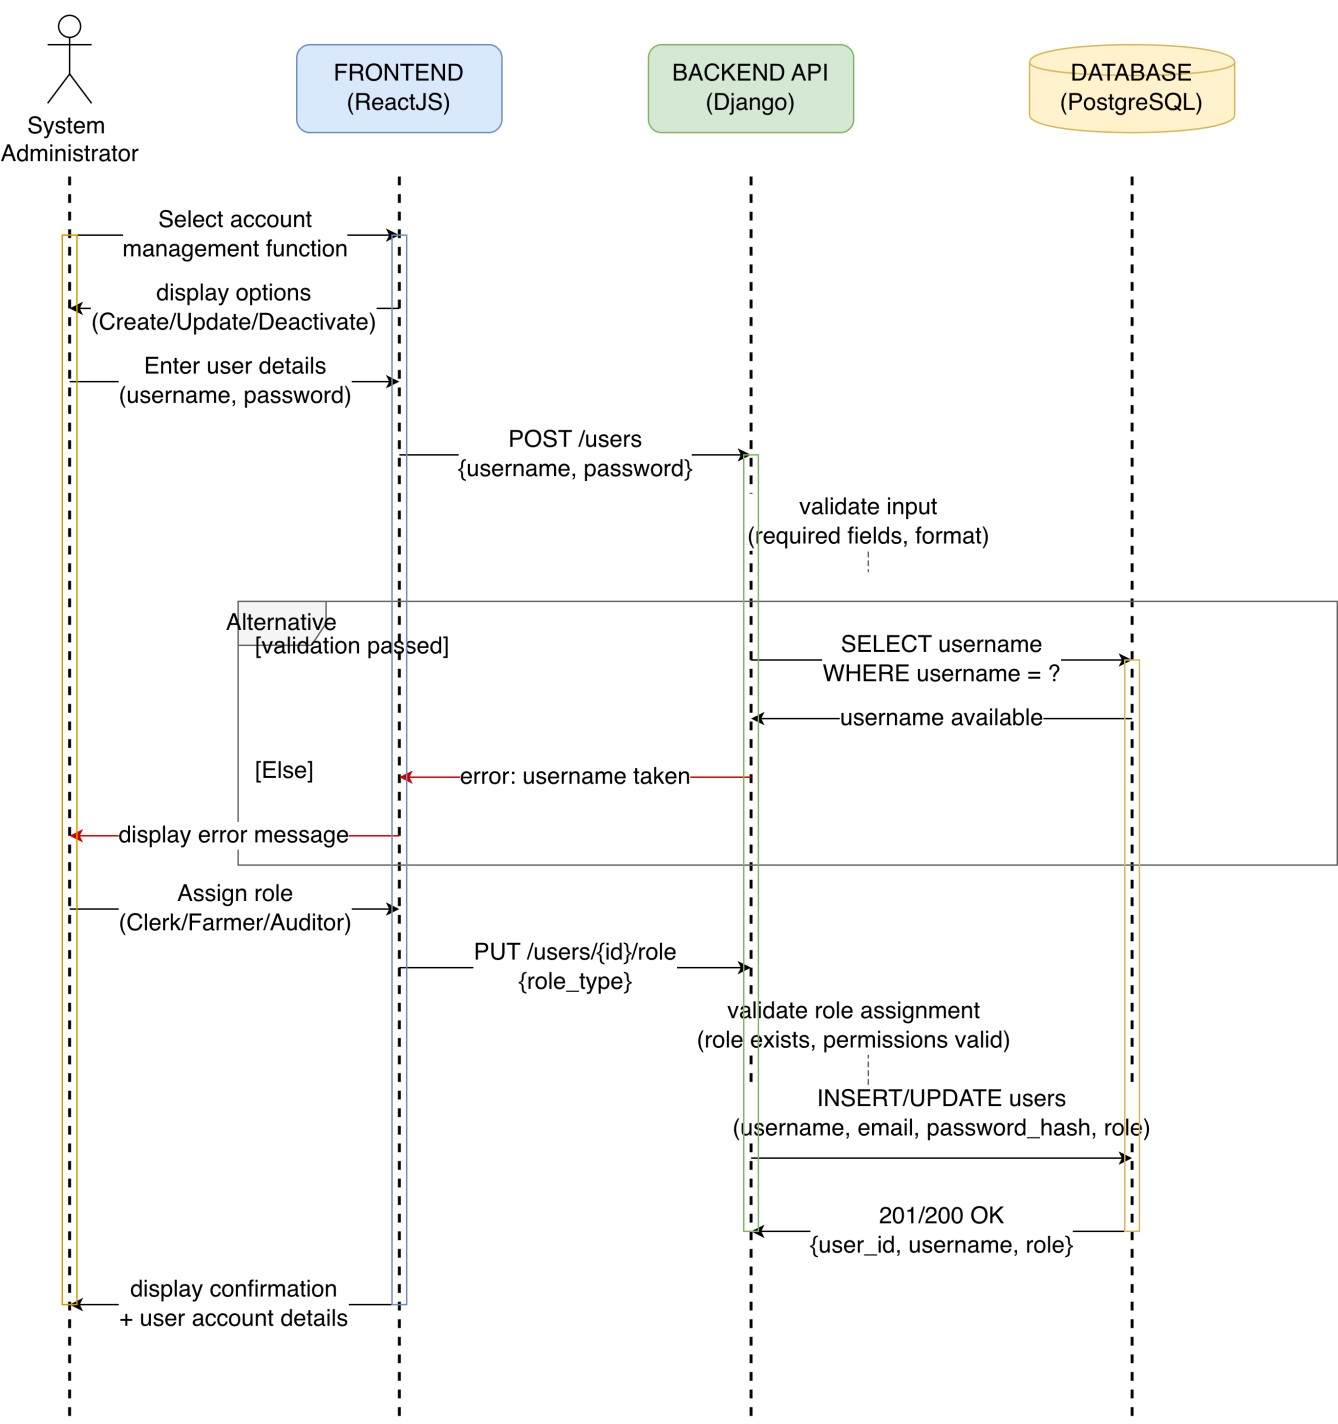 System
Administrator
FRONTEND
(ReactJS)
BACKEND API
(Django)
DATABASE
(PostgreSQL)
Select account
management function
display options
(Create/Update/Deactivate)
Enter user details
(username, password)
POST /users
{username, password}
validate input
(required fields, format)
Alternative
[validation passed]
SELECT username
WHERE username = ?
username available
[Else]
error: username taken
display error message
Assign role
(Clerk/Farmer/Auditor)
PUT /users/{id}/role
{role_type}
validate role assignment
(role exists, permissions valid)
INSERT/UPDATE users
(username, email, password_hash, role)
201/200 OK
{user_id, username, role}
display confirmation
+ user account details